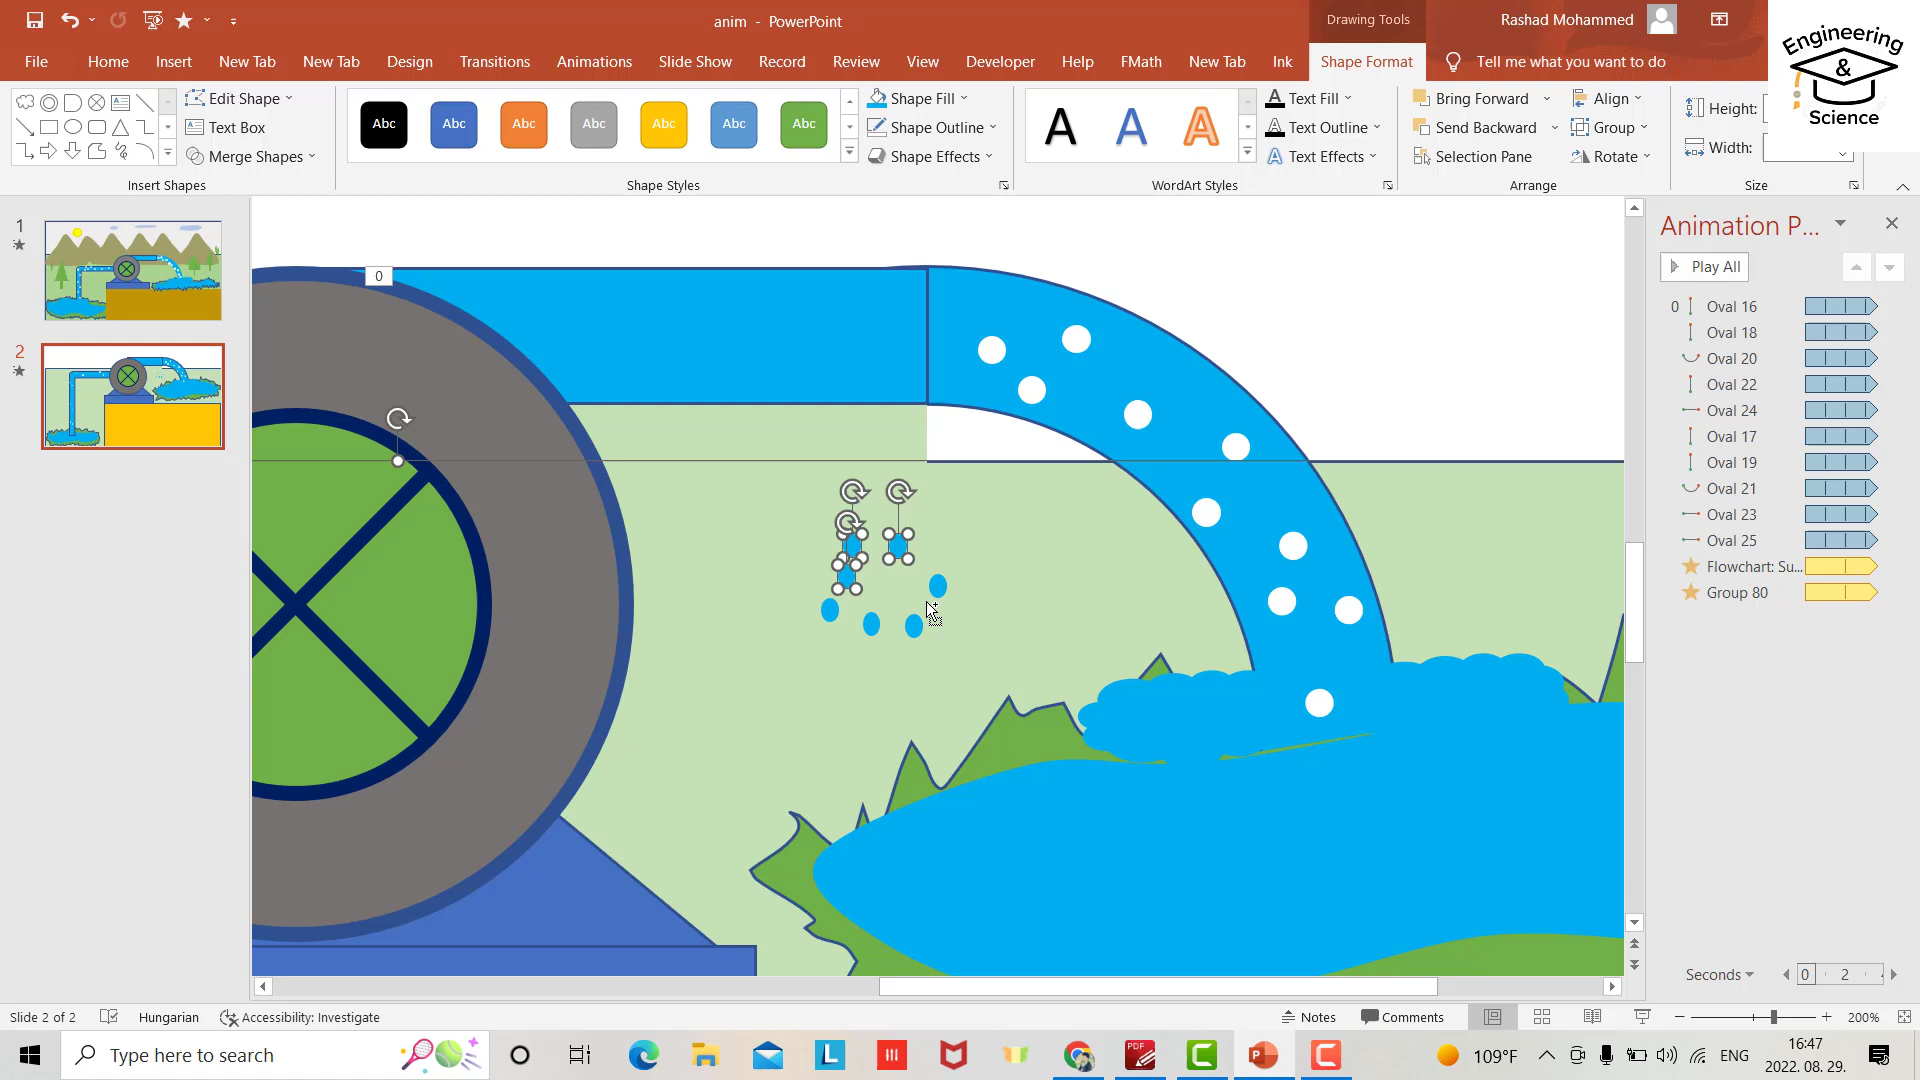 anim - PowerPoint
Drawing Tools
Rashad Mohammed
File
Home
Insert
New Tab
New Tab
Design
Transitions
Animations
Slide Show
Record
Review
View
Developer
Help
FMath
New Tab
Ink
Shape Format
Tell me what you want to do
Engineering
&
Science
Edit Shape
Text Box
Merge Shapes
Insert Shapes
Abc
Abc
Abc
Abc
Abc
Abc
Abc
Shape Fill
Shape Outline
Shape Effects
Shape Styles
A
A
A
Text Fill
Text Outline
Text Effects
WordArt Styles
Bring Forward
Send Backward
Selection Pane
Align
Group
Rotate
Arrange
Height:
Width:
Size
1
2
0
Animation P...
Play All
0 Oval 16
Oval 18
Oval 20
Oval 22
Oval 24
Oval 17
Oval 19
Oval 21
Oval 23
Oval 25
Flowchart: Su...
Group 80
Seconds
0
2
Slide 2 of 2
Hungarian
Accessibility: Investigate
Notes
Comments
200%
Type here to search
109°F
ENG
16:47
2022. 08. 29.